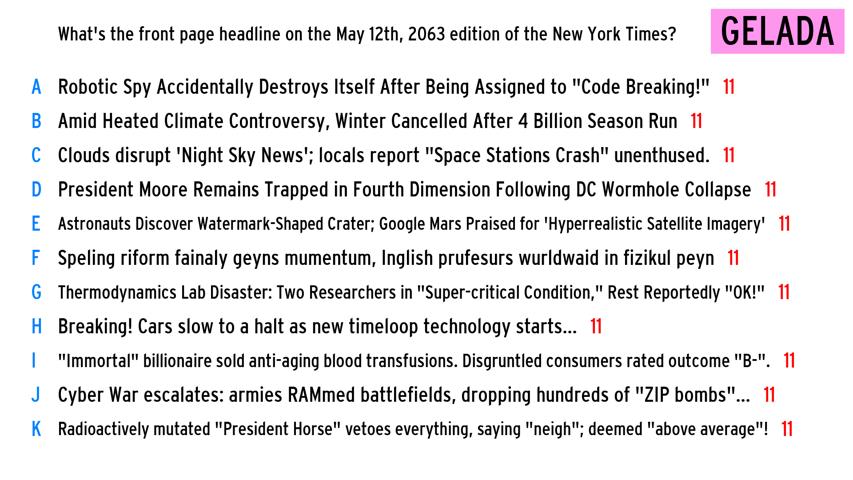 What's the front page headline on the May 12th, 2063 edition of the New York Times?
GELADA
A Robotic Spy Accidentally Destroys Itself After Being Assigned to "Code Breaking!" 11
B Amid Heated Climate Controversy, Winter Cancelled After 4 Billion Season Run 11
C Clouds disrupt 'Night Sky News'; locals report "Space Stations Crash" unenthused. 11
D President Moore Remains Trapped in Fourth Dimension Following DC Wormhole Collapse 11
E Astronauts Discover Watermark-Shaped Crater; Google Mars Praised for 'Hyperrealistic Satellite Imagery' 11
F Speling riform fainaly geyns mumentum, Inglish prufesurs wurldwaid in fizikul peyn 11
G Thermodynamics Lab Disaster: Two Researchers in "Super-critical Condition," Rest Reportedly "OK!" 11
H Breaking! Cars slow to a halt as new timeloop technology starts... 11
I "Immortal" billionaire sold anti-aging blood transfusions. Disgruntled consumers rated outcome "B-". 11
J Cyber War escalates: armies RAMmed battlefields, dropping hundreds of "ZIP bombs"... 11
K Radioactively mutated "President Horse" vetoes everything, saying "neigh"; deemed "above average"! 11